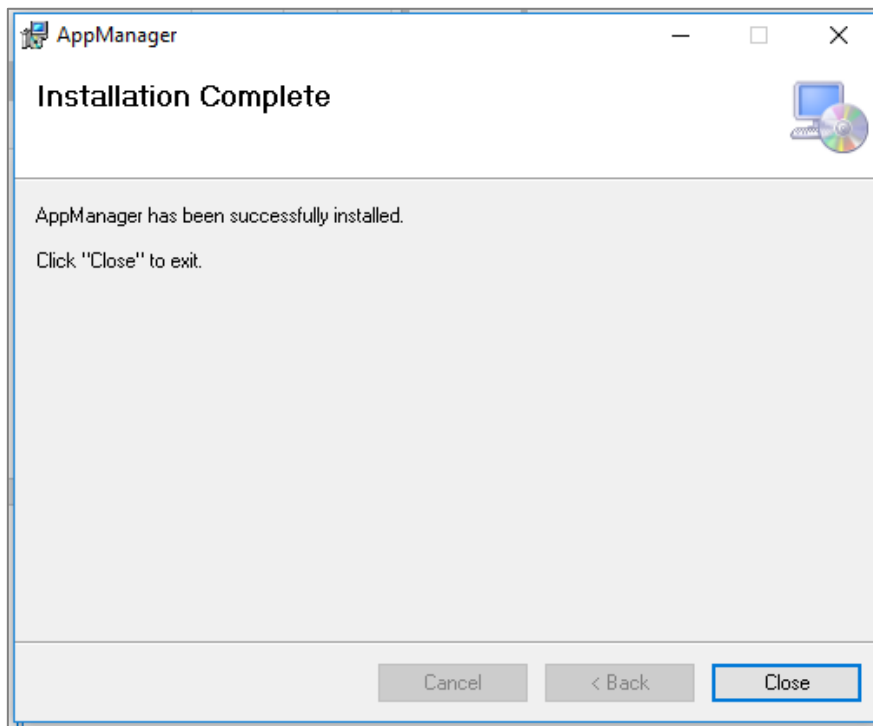 AppManager
Installation Complete
AppManager has been successfully installed.
Click "Close" to exit.
Cancel
< Back
Close